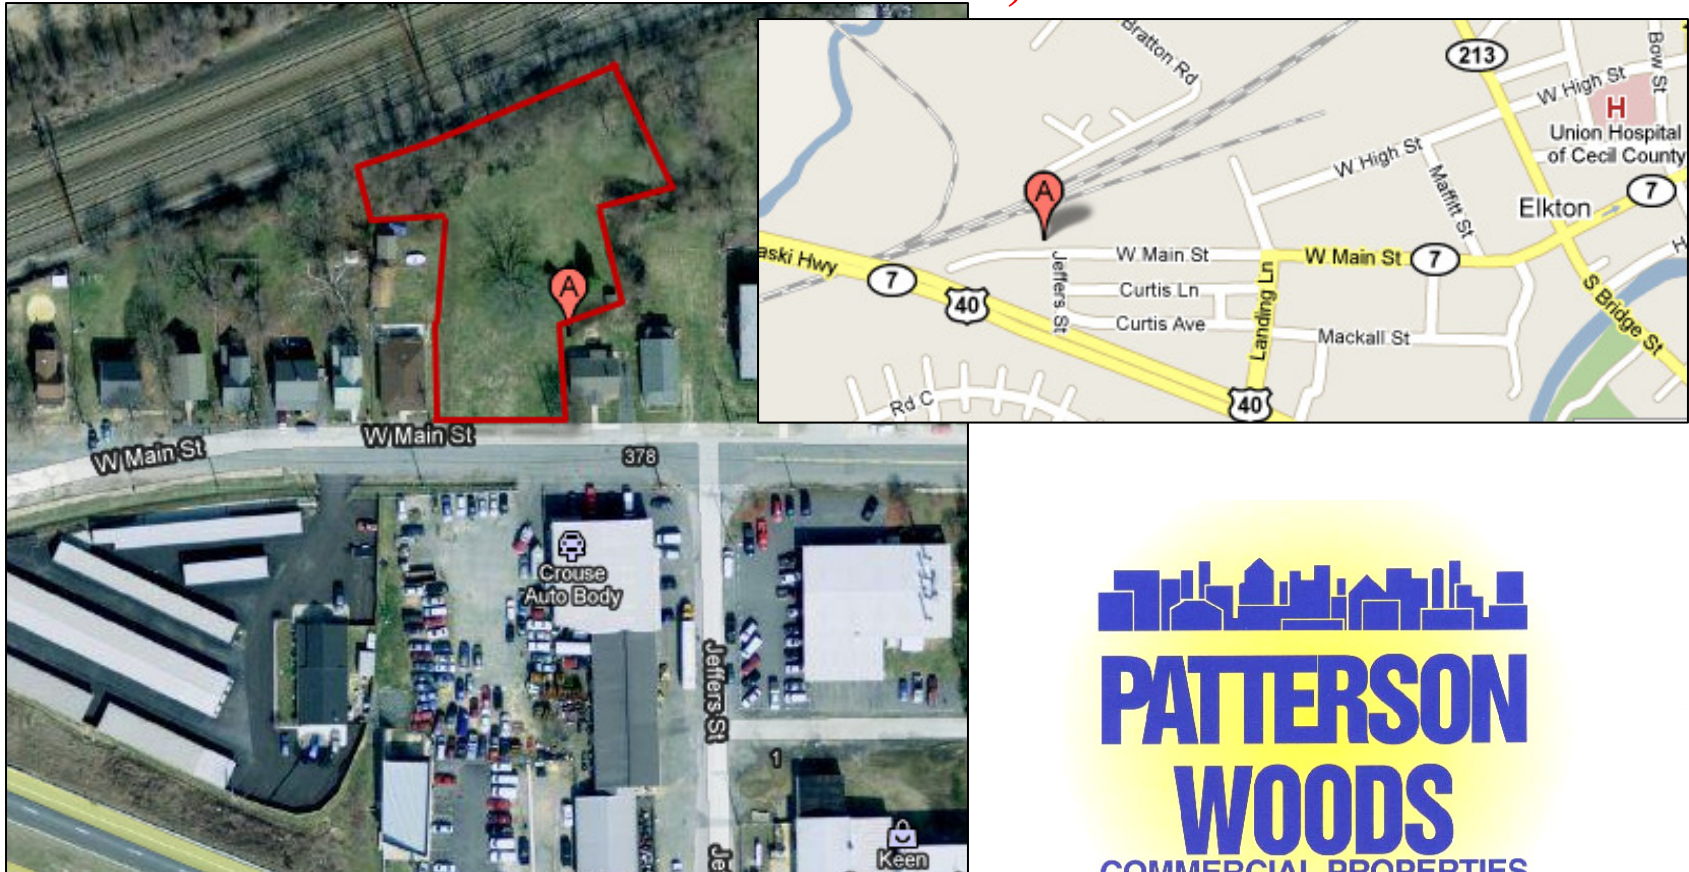 W Main St
W Main St
378
Crouse
Auto Body
Jeffers St
1
Keen
A
Bratton Rd
213
Bow St
W High St
H
Union Hospital
of Cecil County
W High St
Maffitt St
7
Elkton
A
aski Hwy
7
W Main St
W Main St
7
Jeffers St
Curtis Ln
40
Landing Ln
Curtis Ave
Mackall St
S Bridge St
H
Rd C
40
PATTERSON
WOODS
COMMERCIAL PROPERTIES